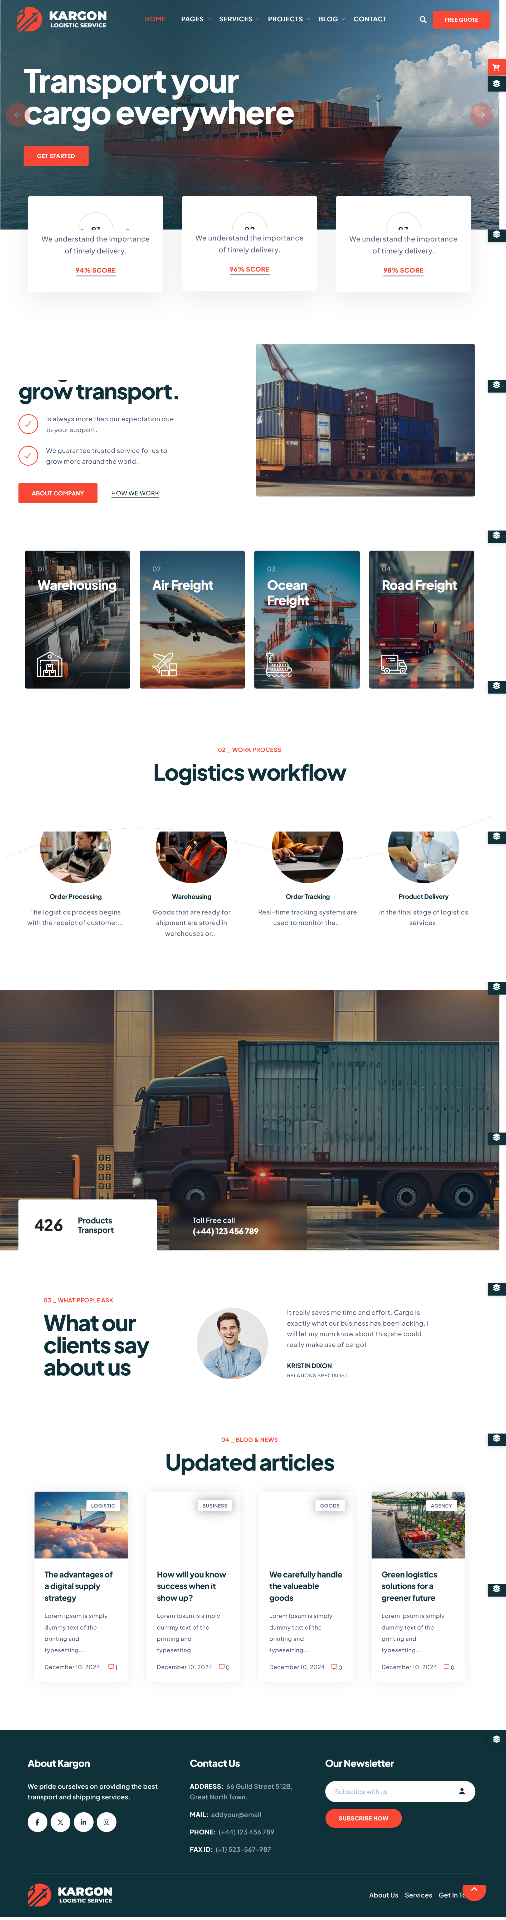 KARGON
LOGISTIC SERVICE
HOME PAGES SERVICES PROJECTS BLOG CONTACT
FREE QUOTE
Transport your
cargo everywhere
GET STARTED
We understand the importance
of timely delivery.
94% SCORE
We understand the importance
of timely delivery.
96% SCORE
We understand the importance
of timely delivery.
98% SCORE
grow transport.
Is always more than our expectation due
to your support.
We guarantee trusted service for us to
grow more around the world.
ABOUT COMPANY
HOW WE WORK
01
Warehousing
02
Air Freight
03
Ocean
Freight
04
Road Freight
02 _ WORK PROCESS
Logistics workflow
Order Processing
The logistics process begins
with the receipt of customer...
Warehousing
Goods that are ready for
shipment are stored in
warehouses or..
Order Tracking
Real-time tracking systems are
used to monitor the..
Product Delivery
In the final stage of logistics
services
426
Products
Transport
Toll Free call
(+44) 123 456 789
03 _ WHAT PEOPLE ASK
What our
clients say
about us
It really saves me time and effort. Cargo is
exactly what our business has been lacking. I
will let my mum know about this, she could
really make use of cargo!
KRISTIN DIXON
RELATIONS SPECIALIST
04 _ BLOG & NEWS
Updated articles
LOGISTIC
The advantages of
a digital supply
strategy
Lorem Ipsum is simply
dummy text of the
printing and
typesetting...
December 10, 2024 1
BUSINESS
How will you know
success when it
show up?
Lorem Ipsum is simply
dummy text of the
printing and
typesetting...
December 10, 2024 0
GOODS
We carefully handle
the valueable
goods
Lorem Ipsum is simply
dummy text of the
printing and
typesetting...
December 10, 2024 0
AGENCY
Green logistics
solutions for a
greener future
Lorem Ipsum is simply
dummy text of the
printing and
typesetting...
December 10, 2024 0
About Kargon
We pride ourselves on providing the best
transport and shipping services.
Contact Us
ADDRESS: 66 Guild Street 512B,
Great North Town.
MAIL: addyour@email
PHONE: (+44) 123 456 789
FAX ID: (+1) 523-567-987
Our Newsletter
Subscribe with us
SUBSCRIBE NOW
KARGON
LOGISTIC SERVICE
About Us Services Get In